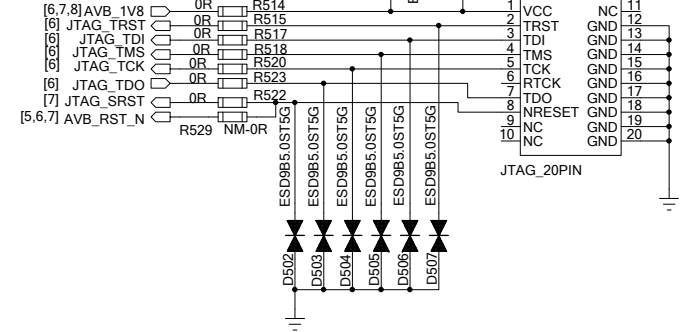 [6,7,8] AVB_1V8 0R R514 1 VCC NC 11
[6] JTAG_TRST 0R R515 2 TRST GND 12
[6] JTAG_TDI 0R R517 3 TDI GND 13
[6] JTAG_TMS 0R R518 4 TMS GND 14
[6] JTAG_TCK 0R R520 5 TCK GND 15
6 RTCK GND 16
[6] JTAG_TDO 0R R523 7 TDO GND 17
[7] JTAG_SRST 0R R522 8 NRESET GND 18
[5,6,7] AVB_RST_N 9 NC GND 19
R529 NM-0R 10 NC GND 20
JTAG_20PIN
ESD9B5.0ST5G
ESD9B5.0ST5G
ESD9B5.0ST5G
ESD9B5.0ST5G
ESD9B5.0ST5G
ESD9B5.0ST5G
D502
D503
D504
D505
D506
D507